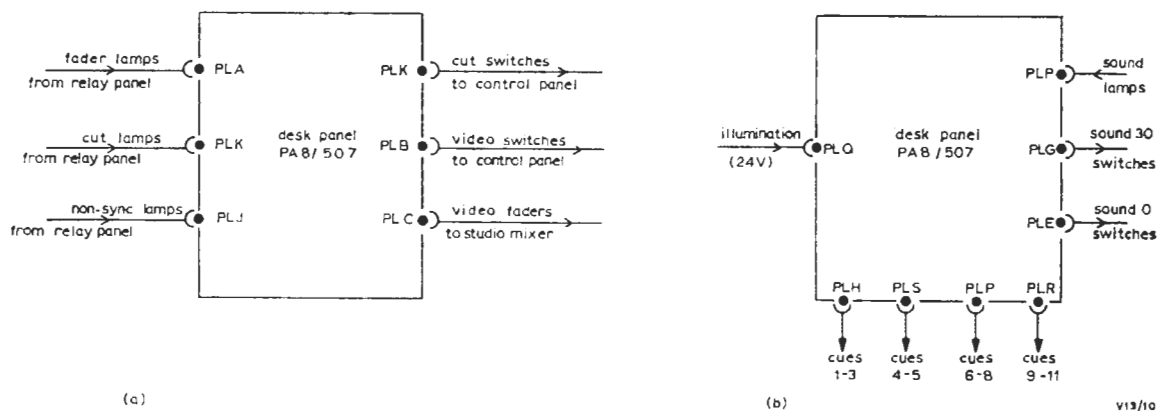 fader lamps
from relay panel
PLA
PLK
cut switches
to control panel
cut lamps
from relay panel
PLK
desk panel
PA8/507
PLB
video switches
to control panel
non-sync lamps
from relay panel
PLJ
PLC
video faders
to studio mixer
(a)
PLP
sound
lamps
illumination
(24V)
PLQ
desk panel
PA8/507
PLG
sound 30
switches
PLE
sound 0
switches
PLH
PLS
PLP
PLR
cues
1-3
cues
4-5
cues
6-8
cues
9-11
(b)
V13/10